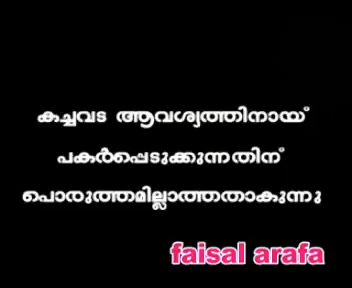 കച്ചവട ആവശ്യത്തിനായ്
പകർപ്പെടുക്കുന്നതിന്
പൊരുത്തമില്ലാത്തതാകുന്നു
faisal arafa